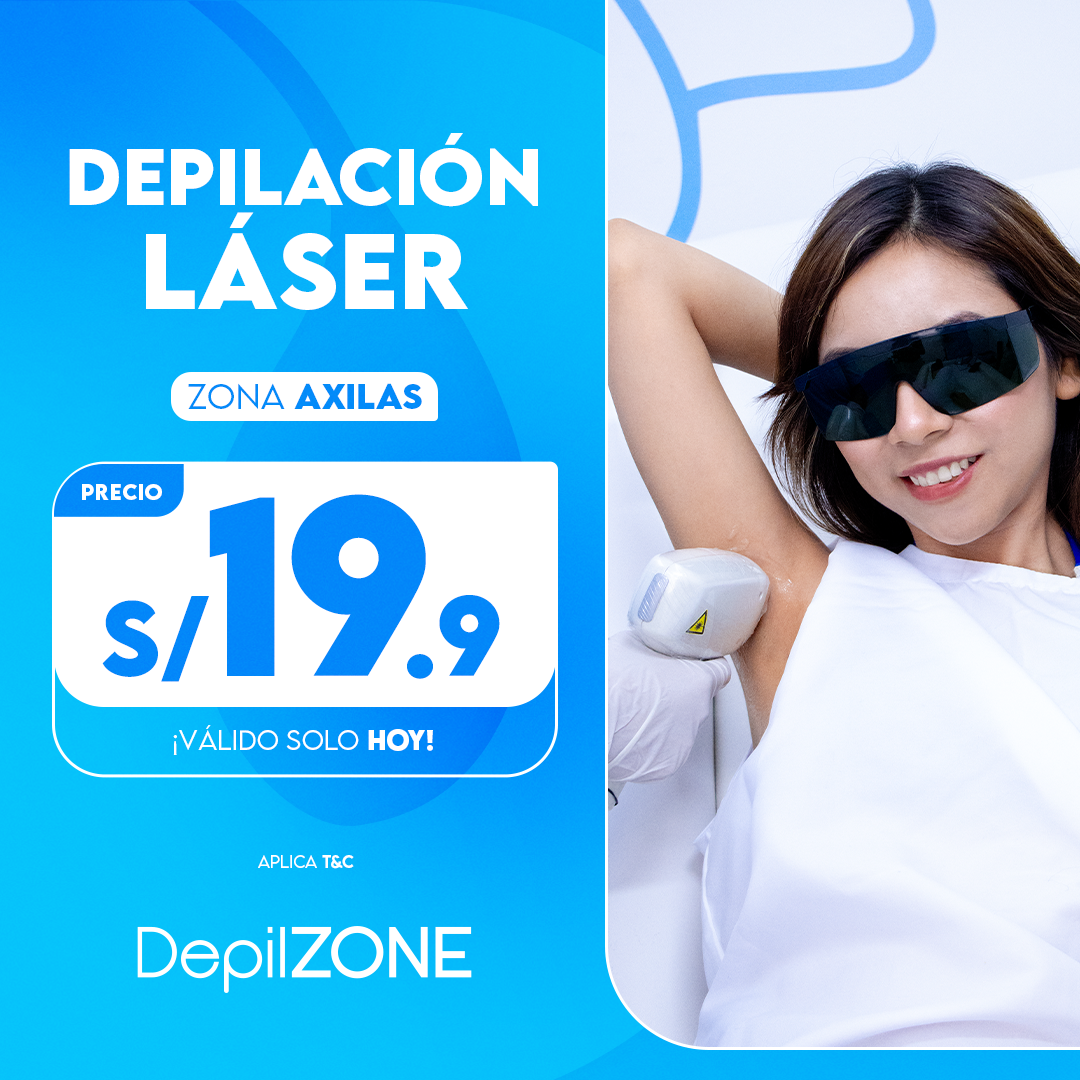 DEPILACIÓN
LÁSER
ZONA AXILAS
PRECIO
S/19.9
¡VÁLIDO SOLO HOY!
APLICA T&C
DepilZONE